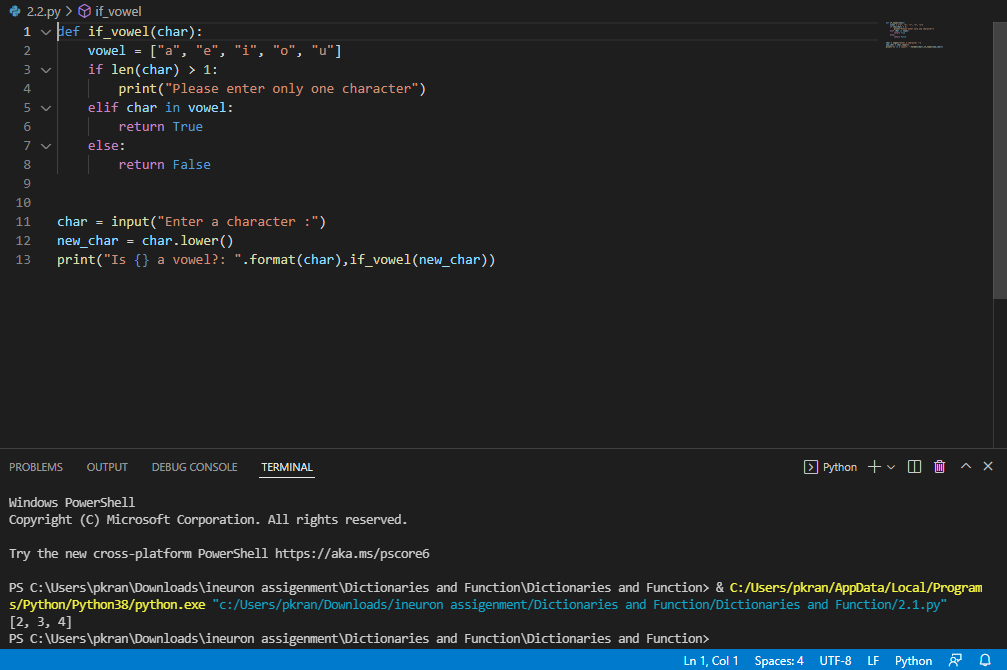 2.2.py > if_vowel
1 def if_vowel(char):
2 vowel = ["a", "e", "i", "o", "u"]
3 if len(char) > 1:
4 print("Please enter only one character")
5 elif char in vowel:
6 return True
7 else:
8 return False
9
10
11 char = input("Enter a character :")
12 new_char = char.lower()
13 print("Is {} a vowel?: ".format(char),if_vowel(new_char))
PROBLEMS OUTPUT DEBUG CONSOLE TERMINAL Python
Windows PowerShell
Copyright (C) Microsoft Corporation. All rights reserved.
Try the new cross-platform PowerShell https://aka.ms/pscore6
PS C:\Users\pkran\Downloads\ineuron assigenment\Dictionaries and Function\Dictionaries and Function> & C:/Users/pkran/AppData/Local/Program
s/Python/Python38/python.exe "c:/Users/pkran/Downloads/ineuron assigenment/Dictionaries and Function/Dictionaries and Function/2.1.py"
[2, 3, 4]
PS C:\Users\pkran\Downloads\ineuron assigenment\Dictionaries and Function\Dictionaries and Function>
Ln 1, Col 1 Spaces: 4 UTF-8 LF Python